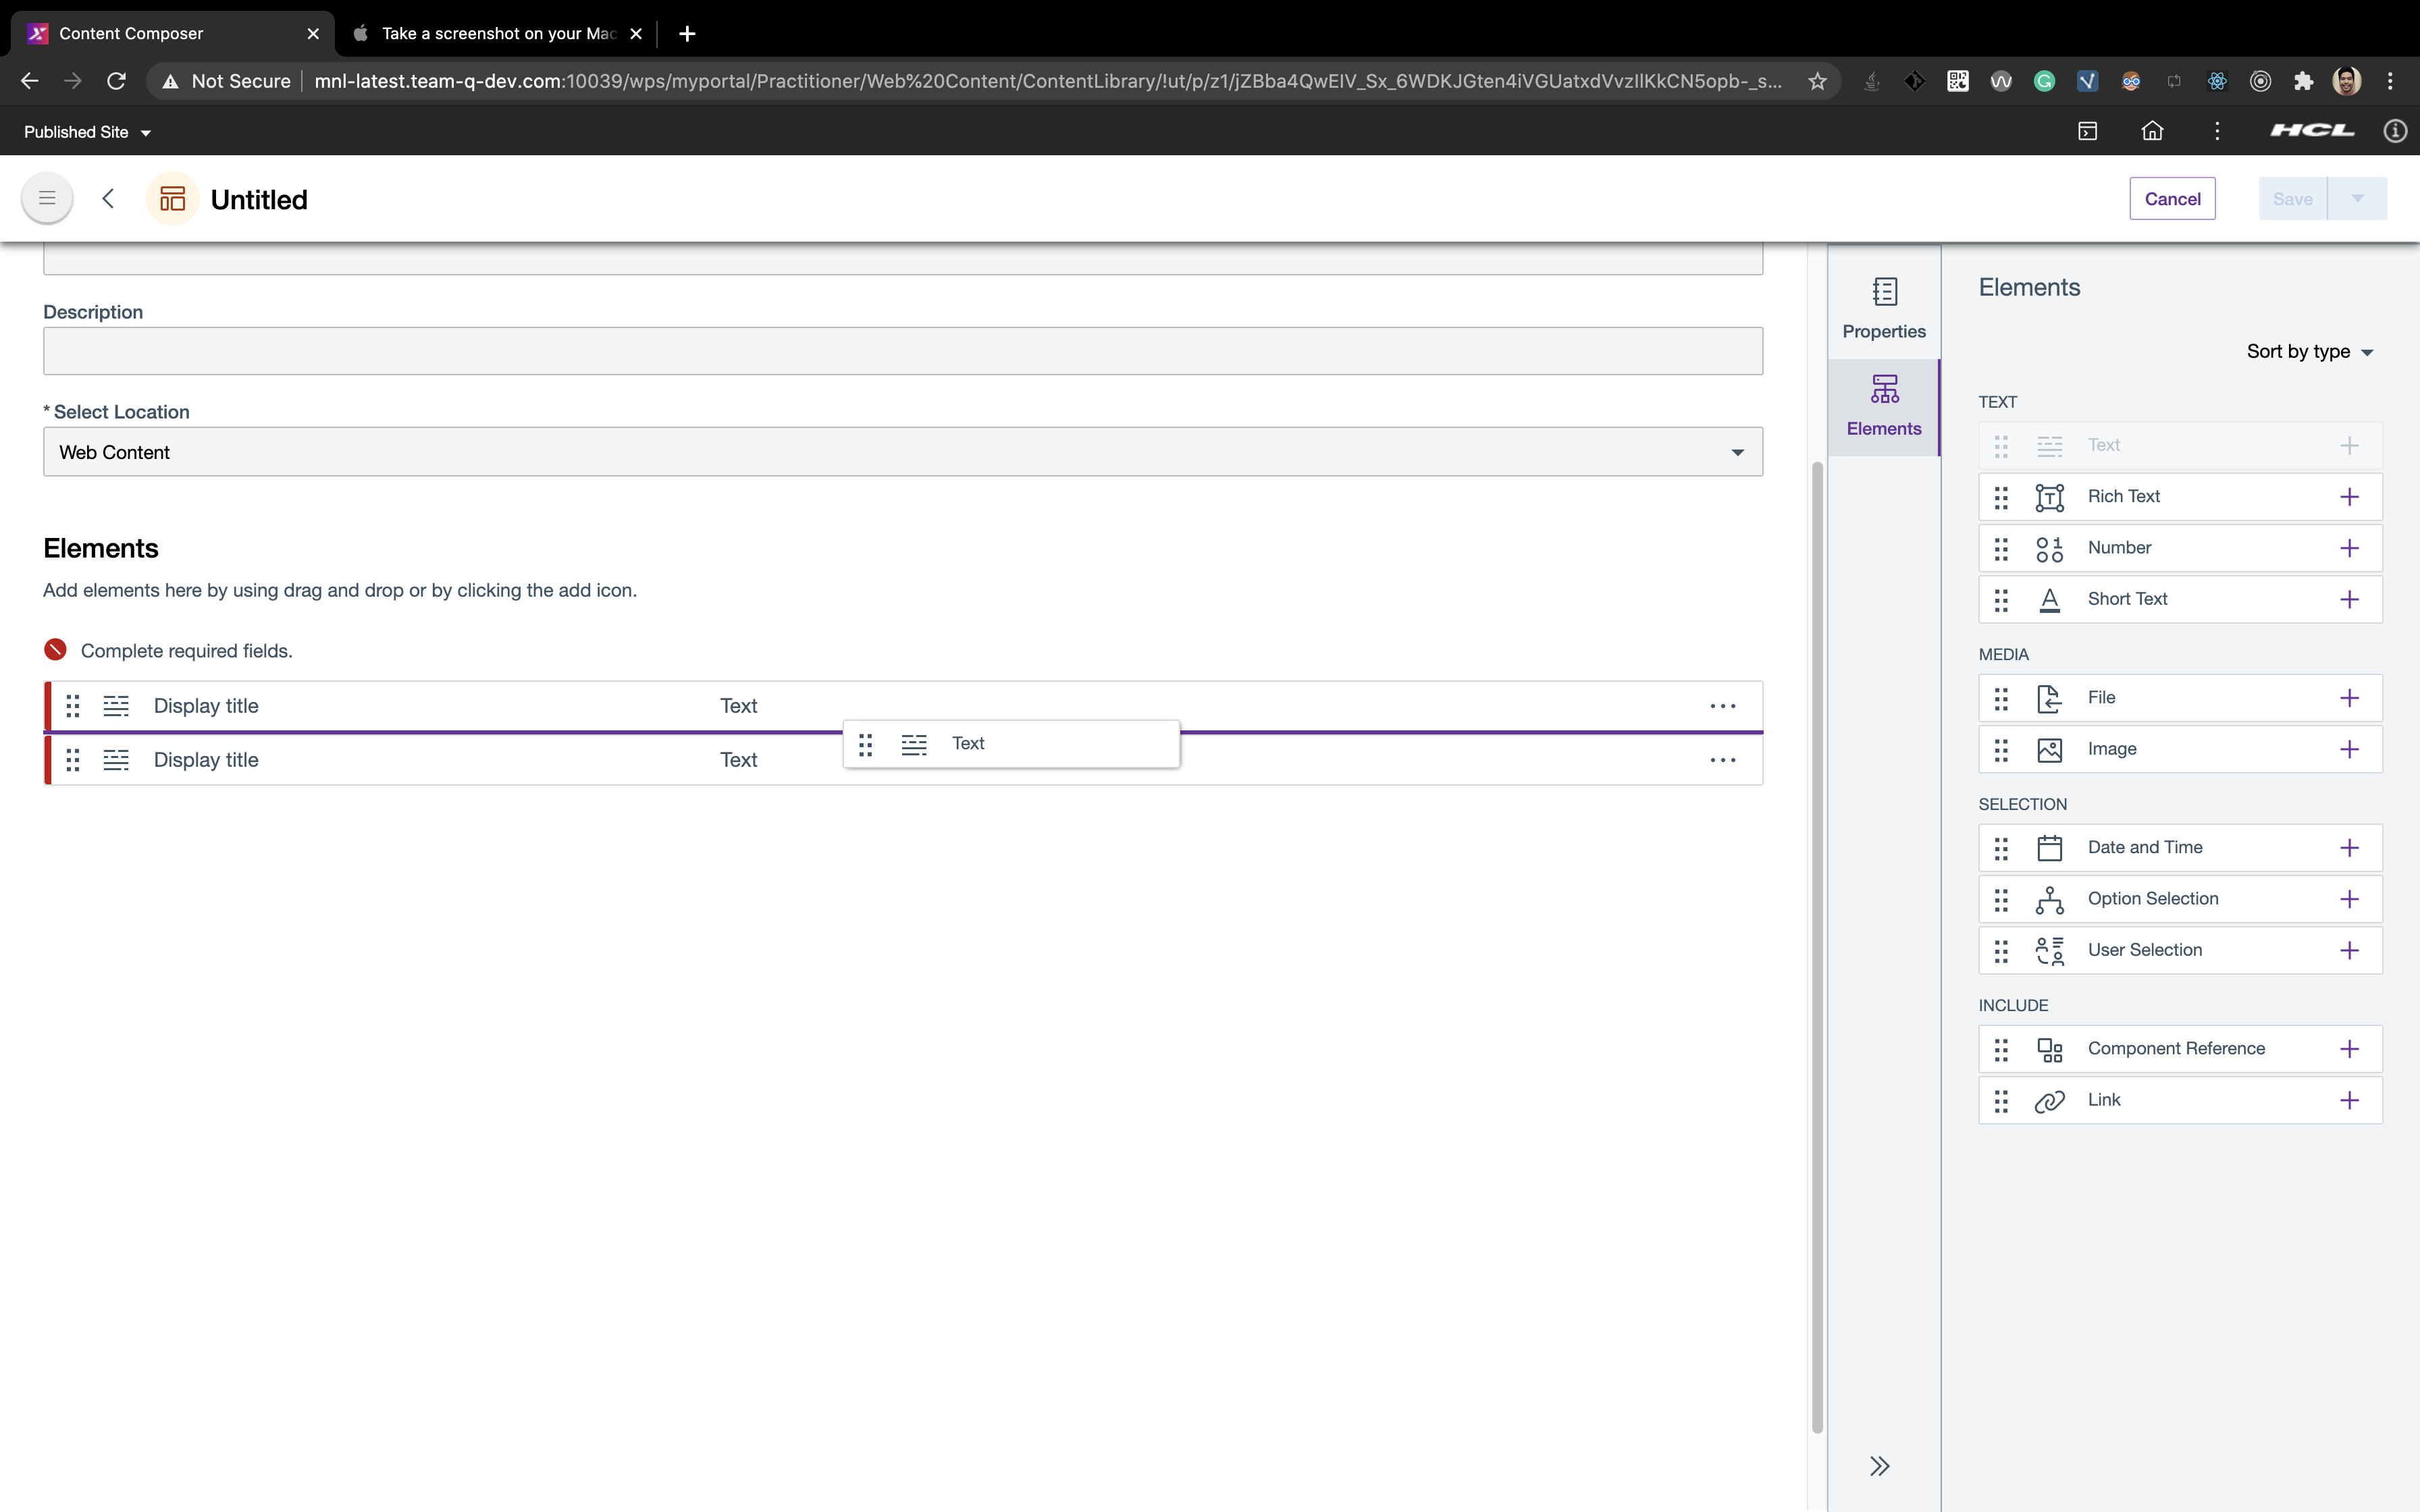 Content Composer
Take a screenshot on your Mac
Not Secure
mnl-latest.team-q-dev.com:10039/wps/myportal/Practitioner/Web%20Content/ContentLibrary/!ut/p/z1/jZBba4QwEIV_Sx_6WDKJGten4iVGUatxdVvzIlKkCN5opb-_s...
Published Site
HCL
Untitled
Cancel
Save
Description
* Select Location
Web Content
Elements
Add elements here by using drag and drop or by clicking the add icon.
Complete required fields.
Display title Text
Text
Display title Text
Properties
Elements
Elements
Sort by type
TEXT
Text
Rich Text
Number
Short Text
MEDIA
File
Image
SELECTION
Date and Time
Option Selection
User Selection
INCLUDE
Component Reference
Link